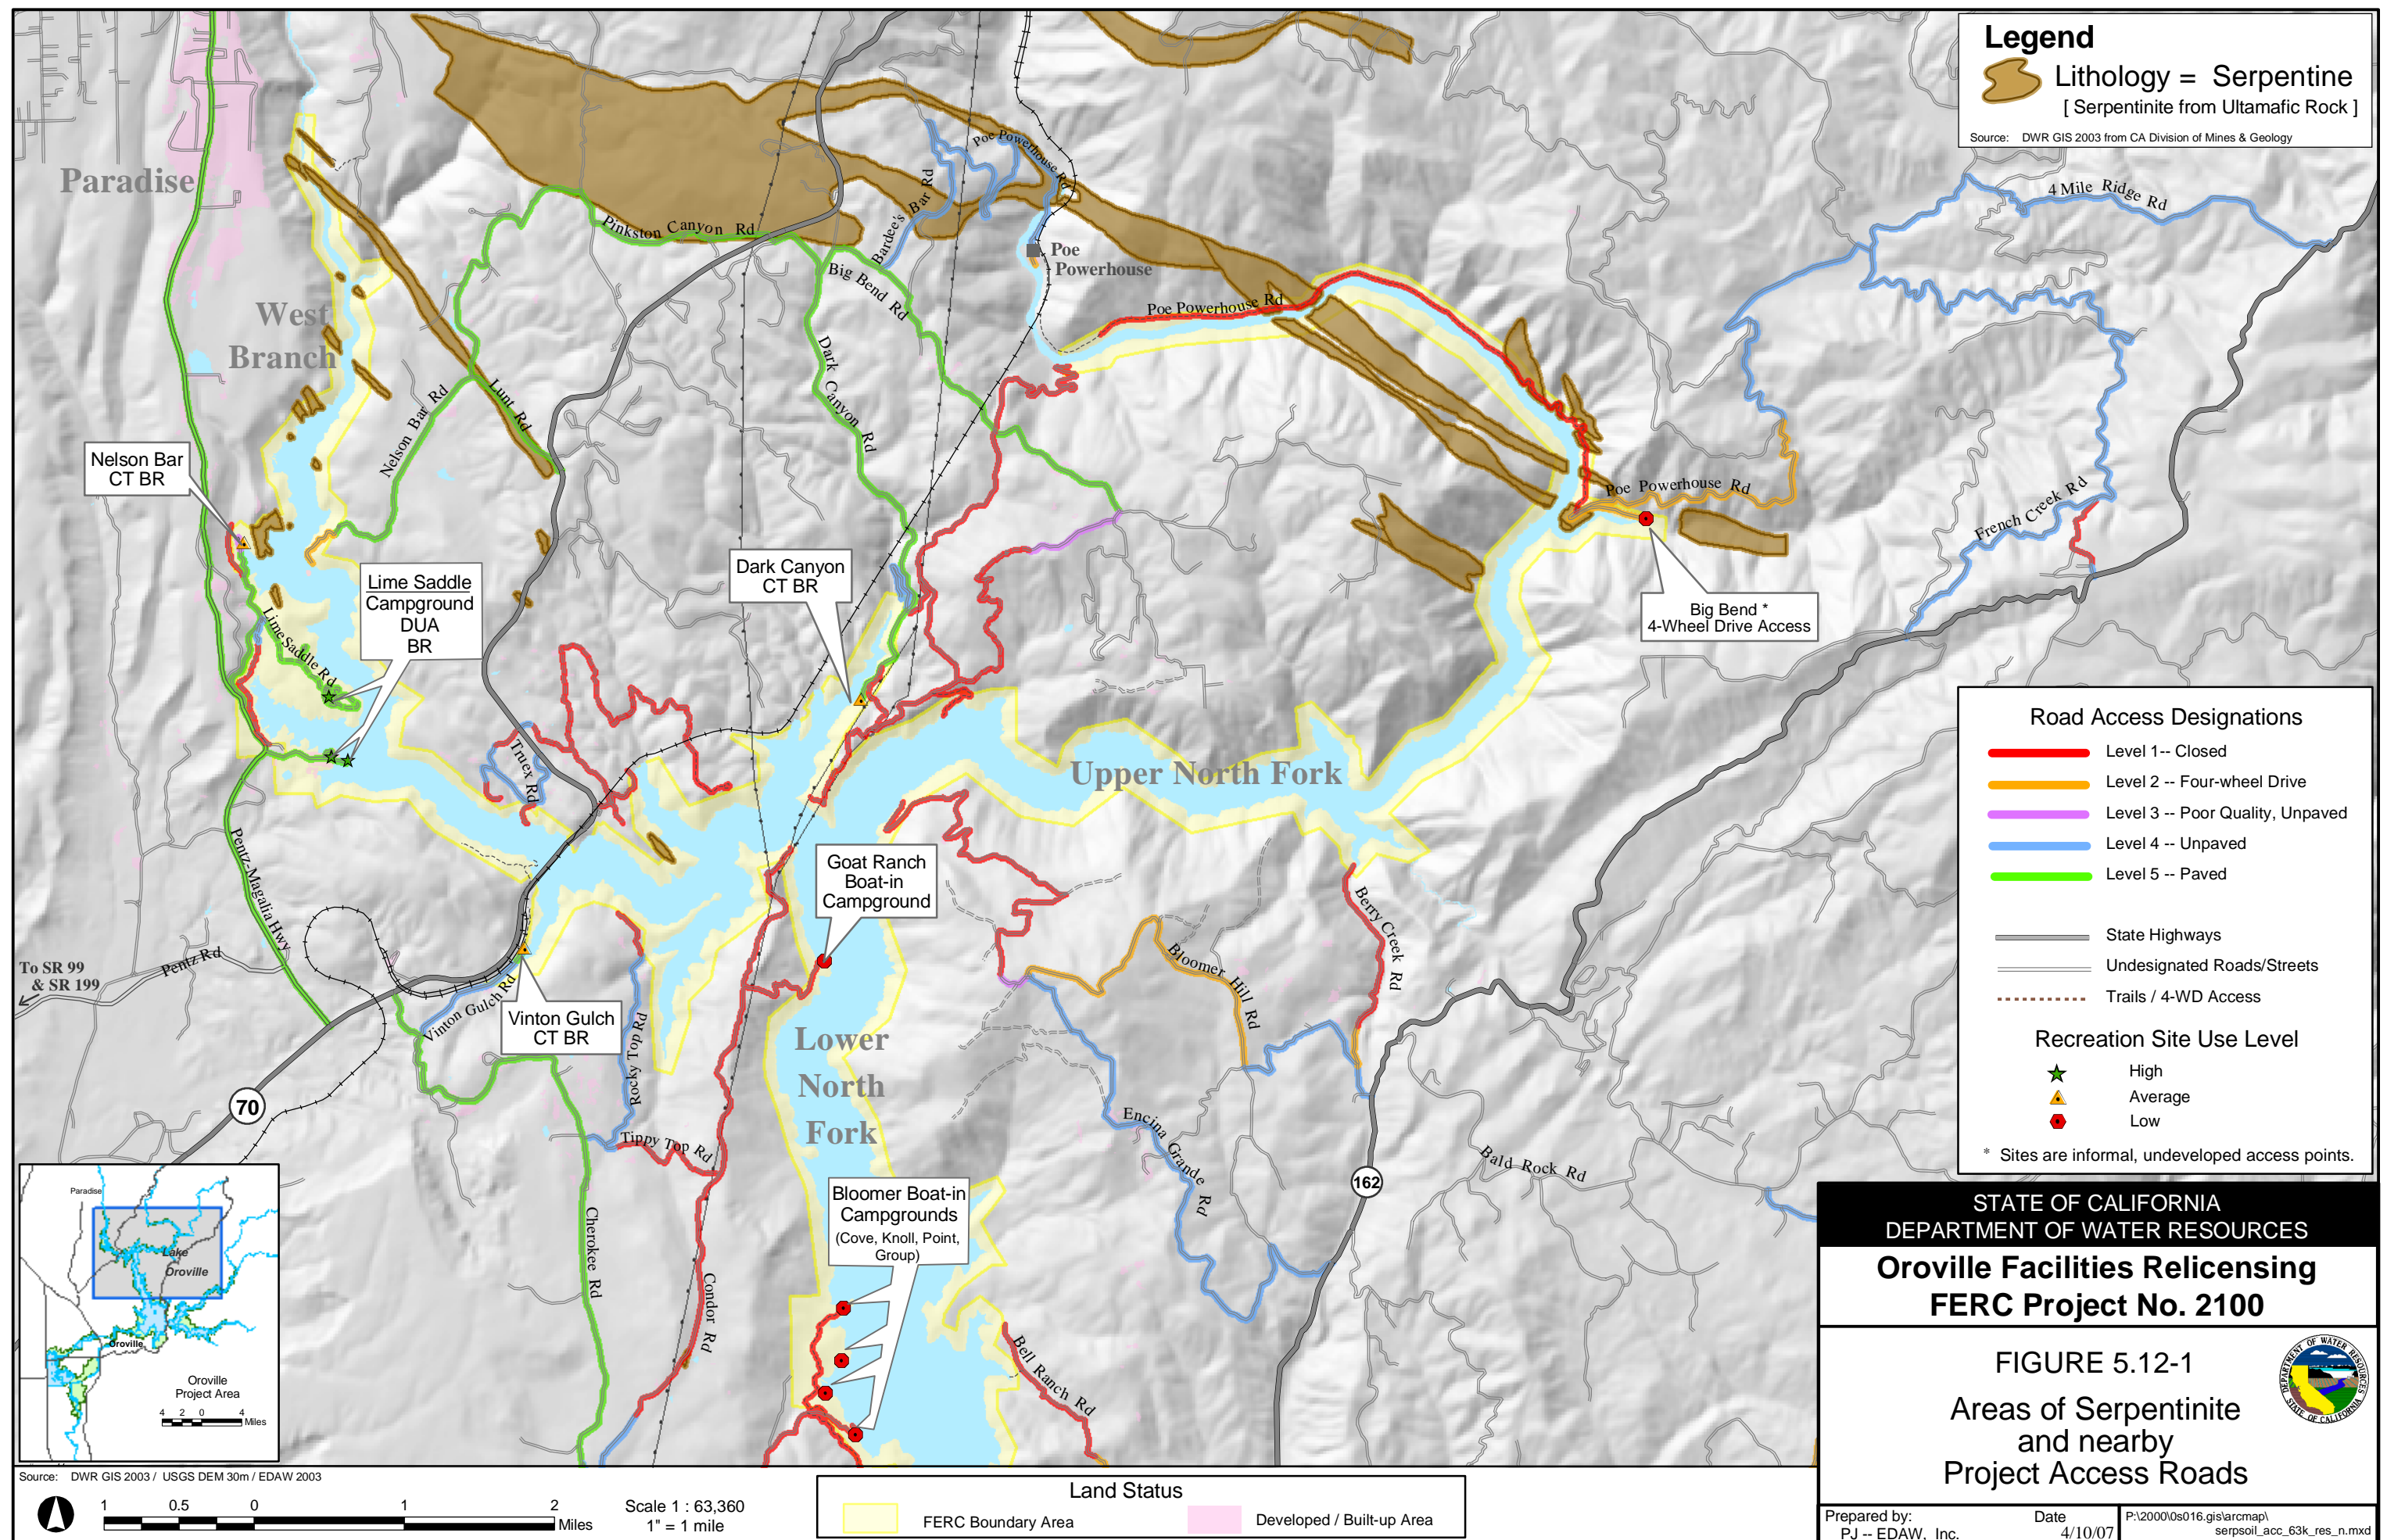 Legend
Lithology = Serpentine
[ Serpentinite from Ultamafic Rock ]
Source: DWR GIS 2003 from CA Division of Mines & Geology
Paradise
West
Branch
Pinkston Canyon Rd
Bardee's Bar Rd
Poe Powerhouse Rd
Poe
Powerhouse
Big Bend Rd
Dark Canyon Rd
Poe Powerhouse Rd
4 Mile Ridge Rd
Nelson Bar Rd
Lunt Rd
Nelson Bar
CT BR
Poe Powerhouse Rd
French Creek Rd
Lime Saddle
Campground
DUA
BR
Dark Canyon
CT BR
Big Bend *
4-Wheel Drive Access
Lime Saddle Rd
Truex Rd
Upper North Fork
Pentz-Magalia Hwy
Goat Ranch
Boat-in
Campground
Berry Creek Rd
Bloomer Hill Rd
To SR 99
& SR 199
Pentz Rd
Vinton Gulch Rd
Vinton Gulch
CT BR
Rocky Top Rd
Lower
North
Fork
70
Tippy Top Rd
Encina Grande Rd
Bald Rock Rd
162
Cherokee Rd
Condor Rd
Bloomer Boat-in
Campgrounds
(Cove, Knoll, Point,
Group)
Bell Ranch Rd
Road Access Designations
Level 1-- Closed
Level 2 -- Four-wheel Drive
Level 3 -- Poor Quality, Unpaved
Level 4 -- Unpaved
Level 5 -- Paved
State Highways
Undesignated Roads/Streets
Trails / 4-WD Access
Recreation Site Use Level
High
Average
Low
* Sites are informal, undeveloped access points.
Paradise
Lake
Oroville
Oroville
Oroville
Project Area
4 2 0 4
Miles
STATE OF CALIFORNIA
DEPARTMENT OF WATER RESOURCES
Oroville Facilities Relicensing
FERC Project No. 2100
FIGURE 5.12-1
Areas of Serpentinite
and nearby
Project Access Roads
DEPARTMENT OF WATER RESOURCES
STATE OF CALIFORNIA
Source: DWR GIS 2003 / USGS DEM 30m / EDAW 2003
1 0.5 0 1 2
Miles
Scale 1 : 63,360
1" = 1 mile
Land Status
FERC Boundary Area
Developed / Built-up Area
Prepared by:
PJ -- EDAW, Inc.
Date
4/10/07
P:\2000\0s016.gis\arcmap\
serpsoil_acc_63k_res_n.mxd